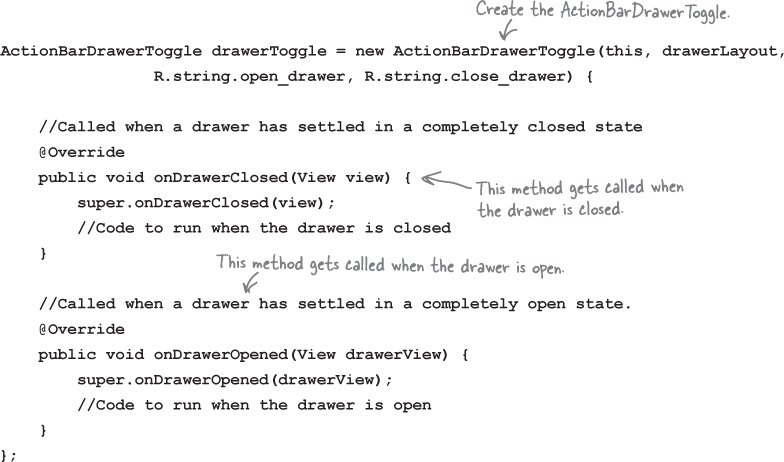 Create the ActionBarDrawerToggle.
ActionBarDrawerToggle drawerToggle = new ActionBarDrawerToggle(this, drawerLayout,
R.string.open_drawer, R.string.close_drawer) {
//Called when a drawer has settled in a completely closed state
@Override
public void onDrawerClosed(View view) {
This method gets called when
the drawer is closed.
super.onDrawerClosed(view);
//Code to run when the drawer is closed
}
This method gets called when the drawer is open.
//Called when a drawer has settled in a completely open state.
@Override
public void onDrawerOpened(View drawerView) {
super.onDrawerOpened(drawerView);
//Code to run when the drawer is open
}
};